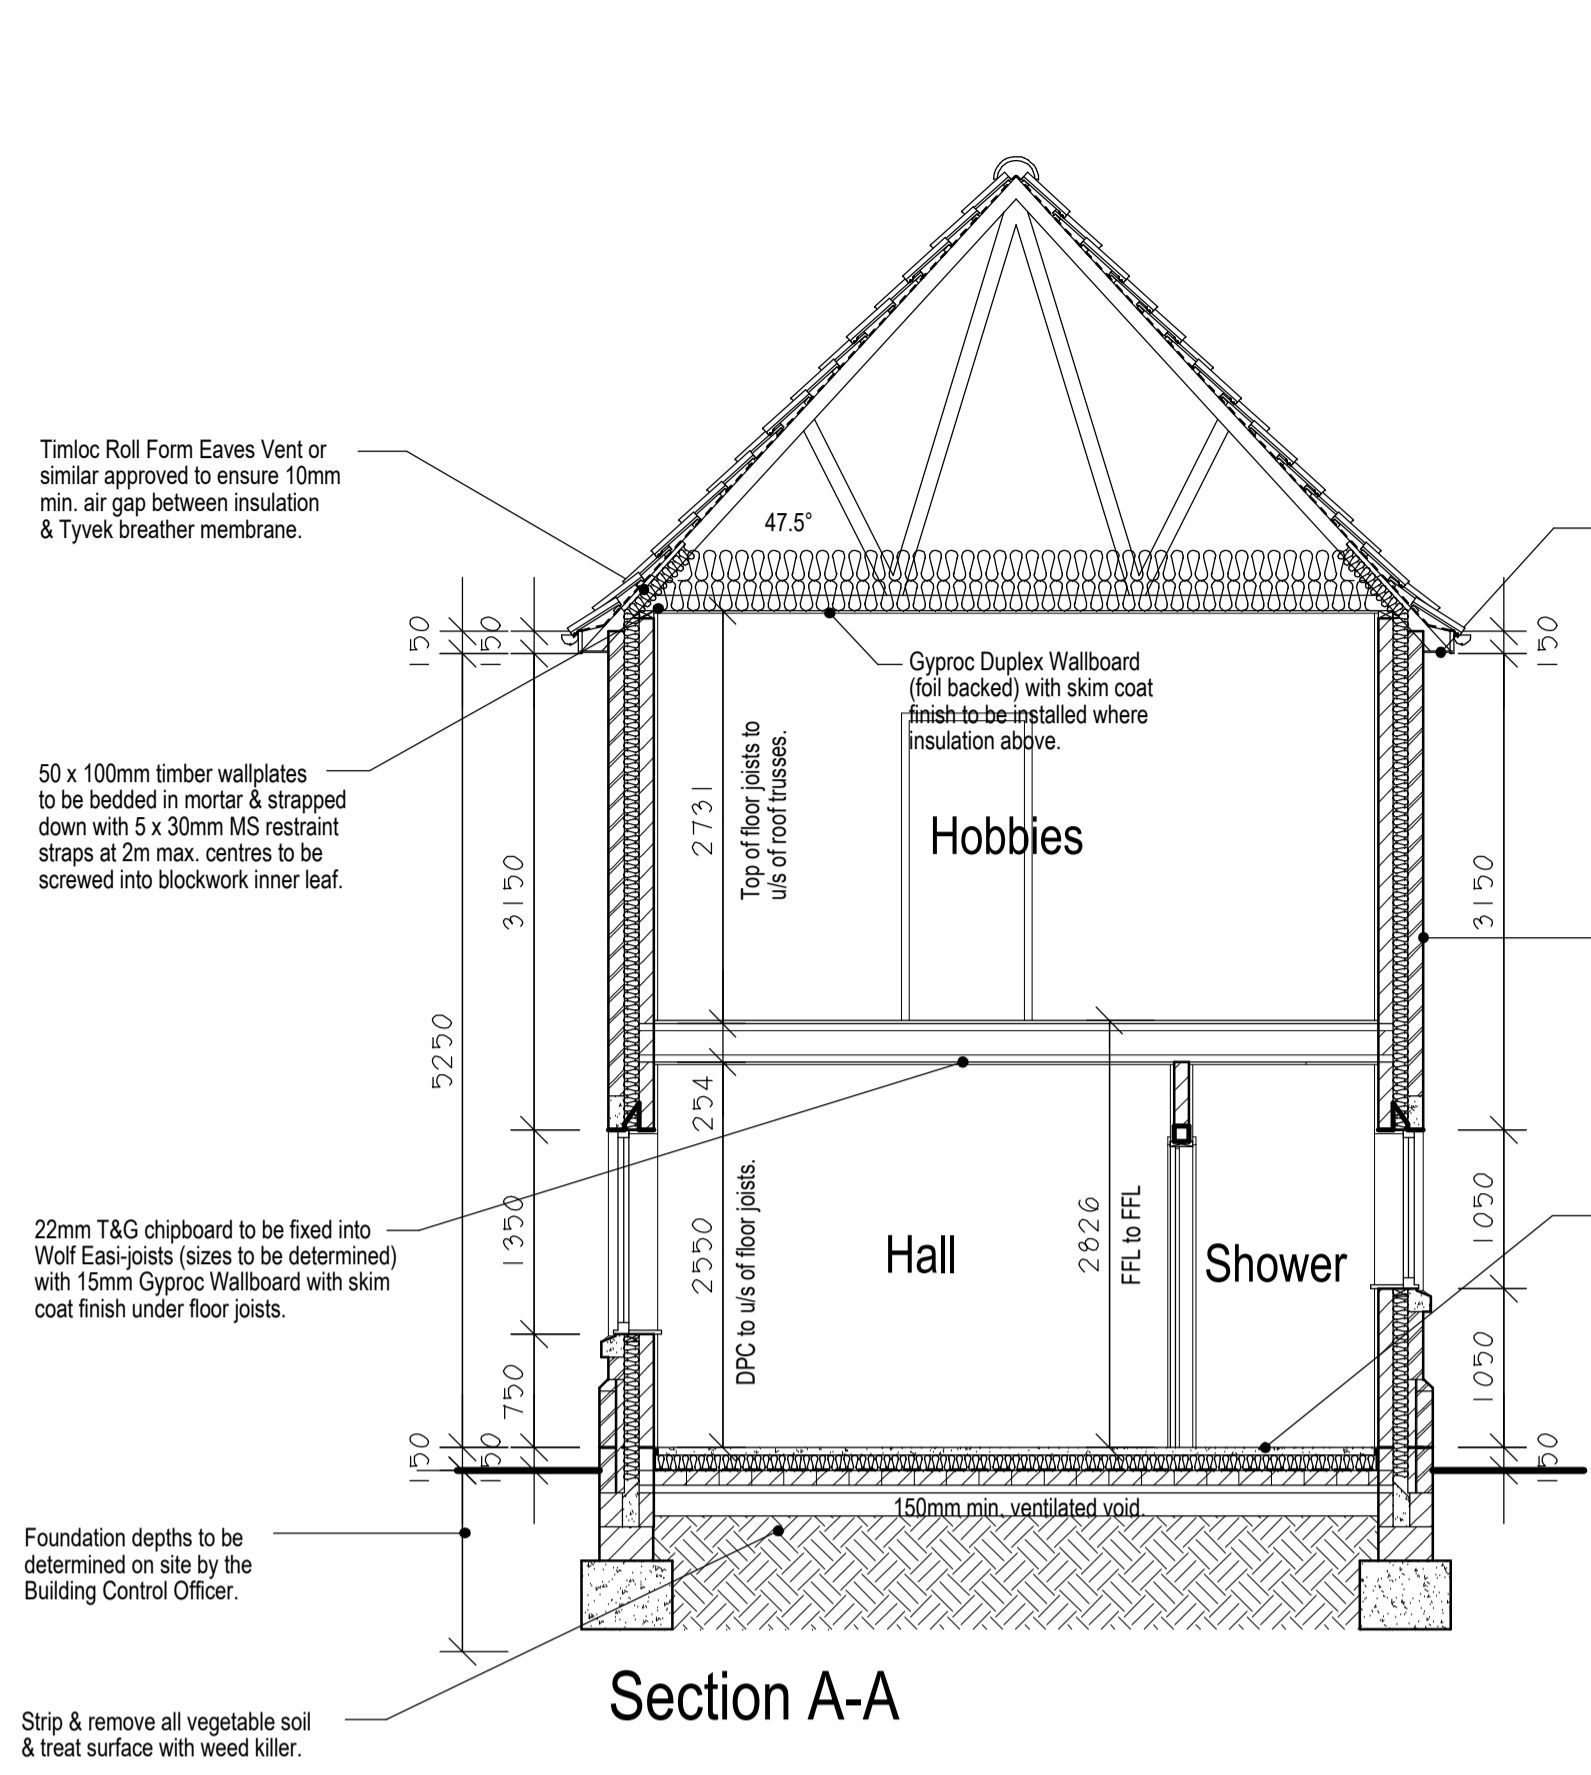 Timloc Roll Form Eaves Vent or
similar approved to ensure 10mm
min. air gap between insulation
& Tyvek breather membrane.
47.5°
150
150
150
Gyproc Duplex Wallboard
(foil backed) with skim coat
finish to be installed where
insulation above.
50 x 100mm timber wallplates
to be bedded in mortar & strapped
down with 5 x 30mm MS restraint
straps at 2m max. centres to be
screwed into blockwork inner leaf.
2731
Top of floor joists to
u/s of roof trusses.
Hobbies
3150
3150
5250
254
22mm T&G chipboard to be fixed into
Wolf Easi-joists (sizes to be determined)
with 15mm Gyproc Wallboard with skim
coat finish under floor joists.
1350
2550
DPC to u/s of floor joists.
Hall
2826
FFL to FFL
Shower
1050
750
1050
150
150
150
150mm min. ventilated void.
Foundation depths to be
determined on site by the
Building Control Officer.
Section A-A
Strip & remove all vegetable soil
& treat surface with weed killer.